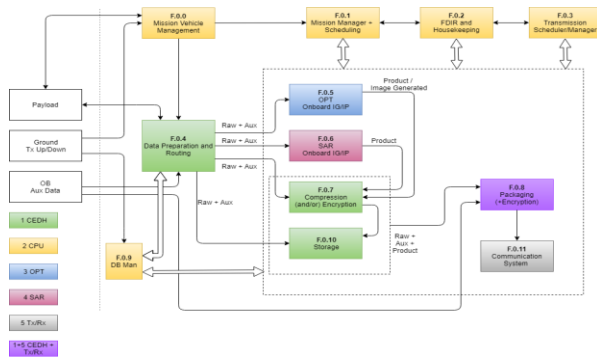 F.0.0
Mission Vehicle
Management
F.0.1
Mission Manager +
Scheduling
F.0.2
FDIR and
Housekeeping
F.0.3
Transmission
Scheduler/Manager
Payload
Ground
Tx Up/Down
OB
Aux Data
F.0.4
Data Preparation and
Routing
Raw + Aux
Raw + Aux
Raw + Aux
Raw + Aux
F.0.5
OPT
Onboard IG/IP
Product /
Image Generated
F.0.6
SAR
Onboard IG/IP
Product
F.0.7
Compression
(and/or) Encryption
F.0.10
Storage
Raw +
Aux +
Product
F.0.8
Packaging
(+Encryption)
F.0.11
Communication
System
F.0.9
DB Man
1 CEDH
2 CPU
3 OPT
4 SAR
5 Tx/Rx
1+5 CEDH +
Tx/Rx